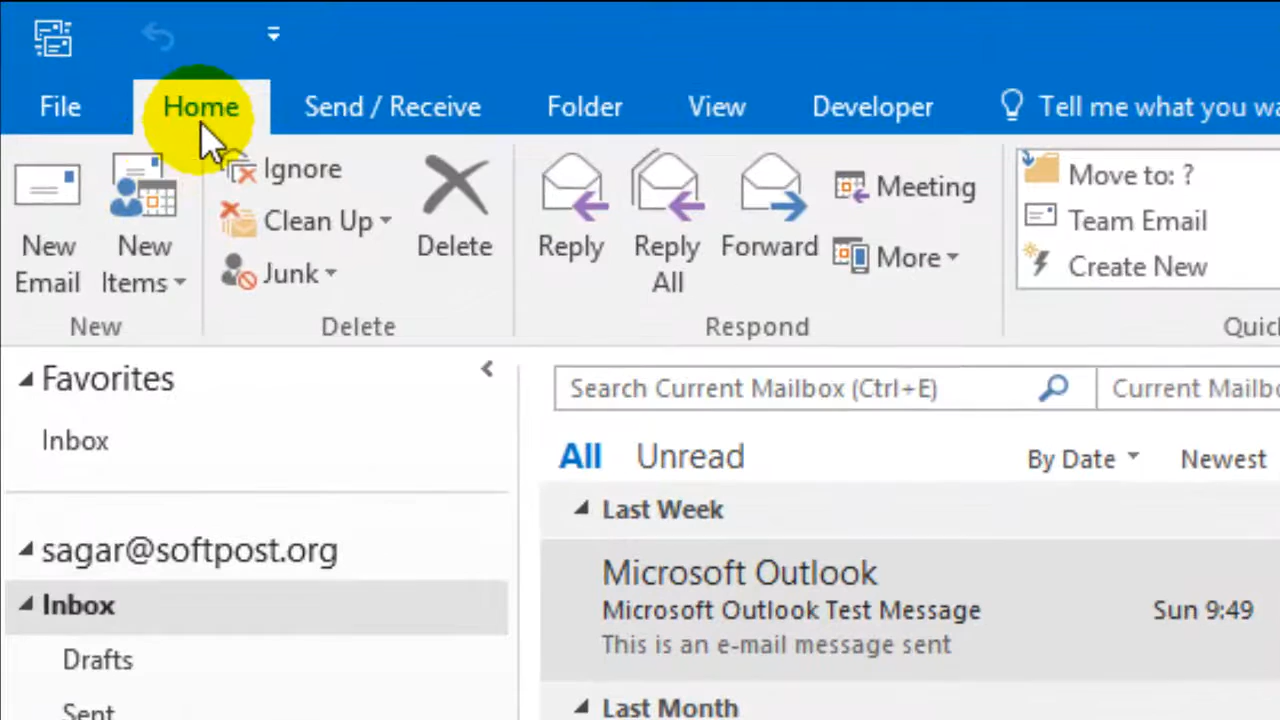 File Home Send / Receive Folder View Developer Tell me what you
New Email
New Items
Ignore
Clean Up
Junk
Delete
Reply
Reply All
Forward
Meeting
More
Move to: ?
Team Email
Create New
New Delete Respond
Favorites
Inbox
sagar@softpost.org
Inbox
Drafts
Sent
Search Current Mailbox (Ctrl+E) Current
All Unread By Date Newest
Last Week
Microsoft Outlook
Microsoft Outlook Test Message Sun 9:49
This is an e-mail message sent
Last Month